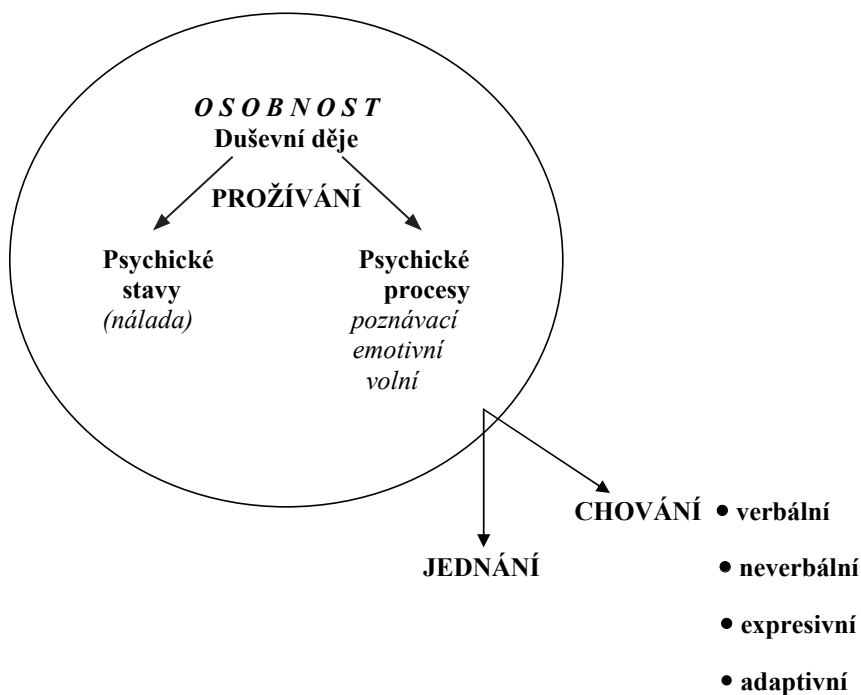 O S O B N O S T
Duševní děje
PROŽÍVÁNÍ
Psychické
stavy
(nálada)
Psychické
procesy
poznávací
emotivní
volní
CHOVÁNÍ • verbální
JEDNÁNÍ
• neverbální
• expresivní
• adaptivní